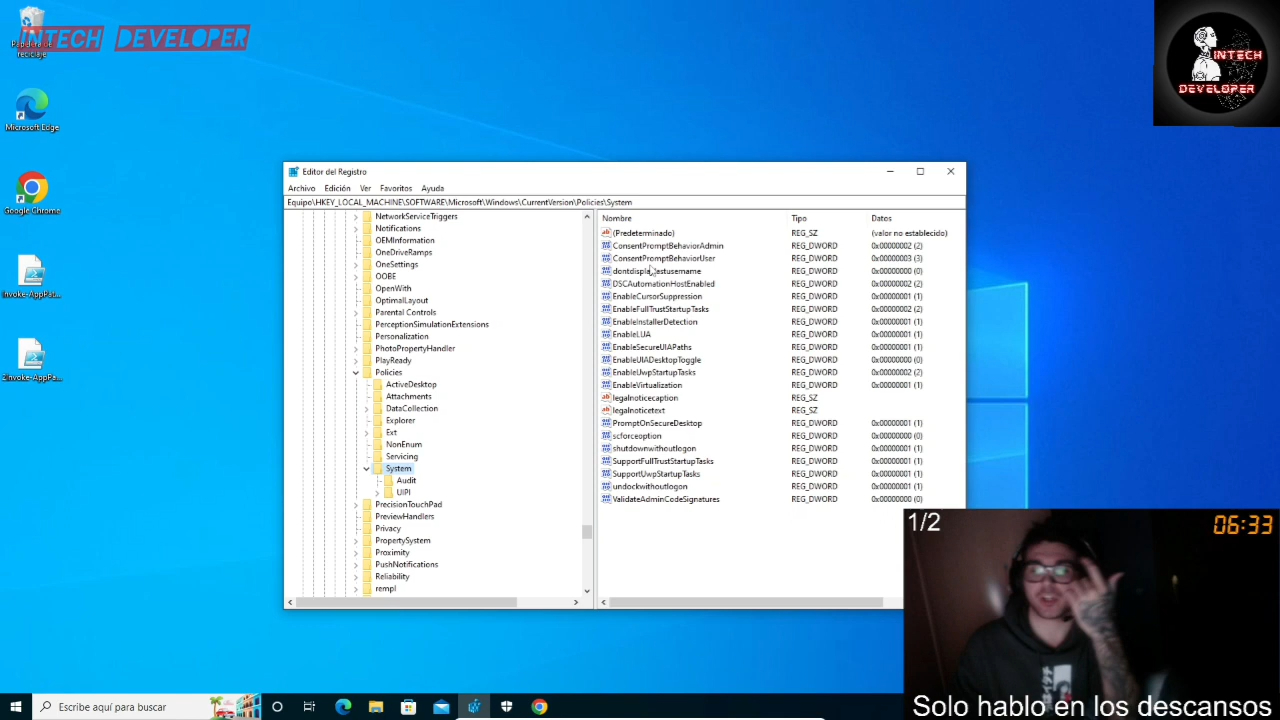 INTECH DEVELOPER
Papelera de
reciclaje
Microsoft Edge
Google Chrome
Invoke-AppPat...
2Invoke-AppPa...
INTECH
DEVELOPER
Editor del Registro
Archivo Edición Ver Favoritos Ayuda
Equipo\HKEY_LOCAL_MACHINE\SOFTWARE\Microsoft\Windows\CurrentVersion\Policies\System
NetworkServiceTriggers
Notifications
OEMInformation
OneDriveRamps
OneSettings
OOBE
OpenWith
OptimalLayout
Parental Controls
PerceptionSimulationExtensions
Personalization
PhotoPropertyHandler
PlayReady
Policies
ActiveDesktop
Attachments
DataCollection
Explorer
Ext
NonEnum
Servicing
System
Audit
UIPI
PrecisionTouchPad
PreviewHandlers
Privacy
PropertySystem
Proximity
PushNotifications
Reliability
rempl
Nombre Tipo Datos
(Predeterminado) REG_SZ (valor no establecido)
ConsentPromptBehaviorAdmin REG_DWORD 0x00000002 (2)
ConsentPromptBehaviorUser REG_DWORD 0x00000003 (3)
dontdisplaylastusername REG_DWORD 0x00000000 (0)
DSCAutomationHostEnabled REG_DWORD 0x00000002 (2)
EnableCursorSuppression REG_DWORD 0x00000001 (1)
EnableFullTrustStartupTasks REG_DWORD 0x00000002 (2)
EnableInstallerDetection REG_DWORD 0x00000001 (1)
EnableLUA REG_DWORD 0x00000001 (1)
EnableSecureUIAPaths REG_DWORD 0x00000001 (1)
EnableUIADesktopToggle REG_DWORD 0x00000000 (0)
EnableUwpStartupTasks REG_DWORD 0x00000002 (2)
EnableVirtualization REG_DWORD 0x00000001 (1)
legalnoticecaption REG_SZ
legalnoticetext REG_SZ
PromptOnSecureDesktop REG_DWORD 0x00000001 (1)
scforceoption REG_DWORD 0x00000000 (0)
shutdownwithoutlogon REG_DWORD 0x00000001 (1)
SupportFullTrustStartupTasks REG_DWORD 0x00000001 (1)
SupportUwpStartupTasks REG_DWORD 0x00000001 (1)
undockwithoutlogon REG_DWORD 0x00000001 (1)
ValidateAdminCodeSignatures REG_DWORD 0x00000000 (0)
1/2
06:33
Solo hablo en los descansos
Escribe aquí para buscar